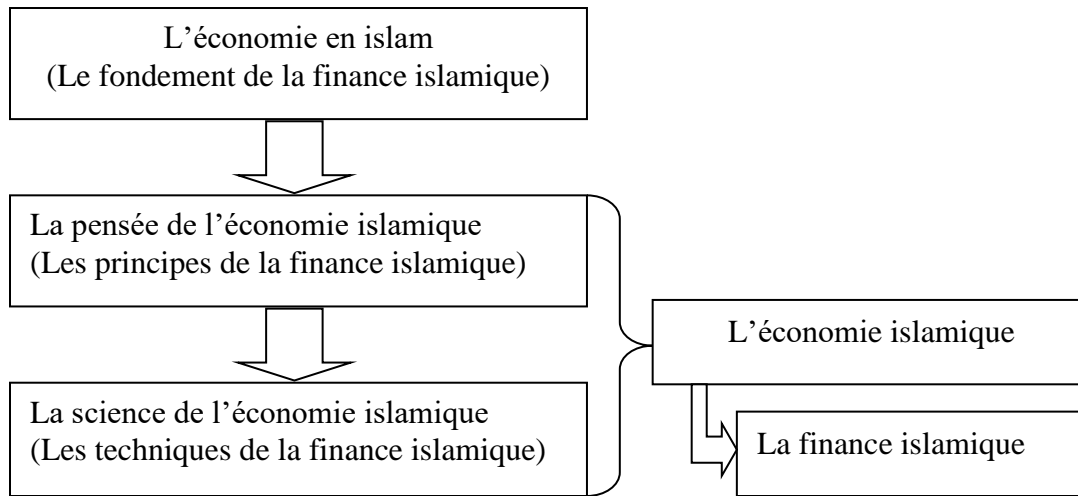 L’économie en islam
(Le fondement de la finance islamique)
La pensée de l’économie islamique
(Les principes de la finance islamique)
L’économie islamique
La science de l’économie islamique
(Les techniques de la finance islamique)
La finance islamique